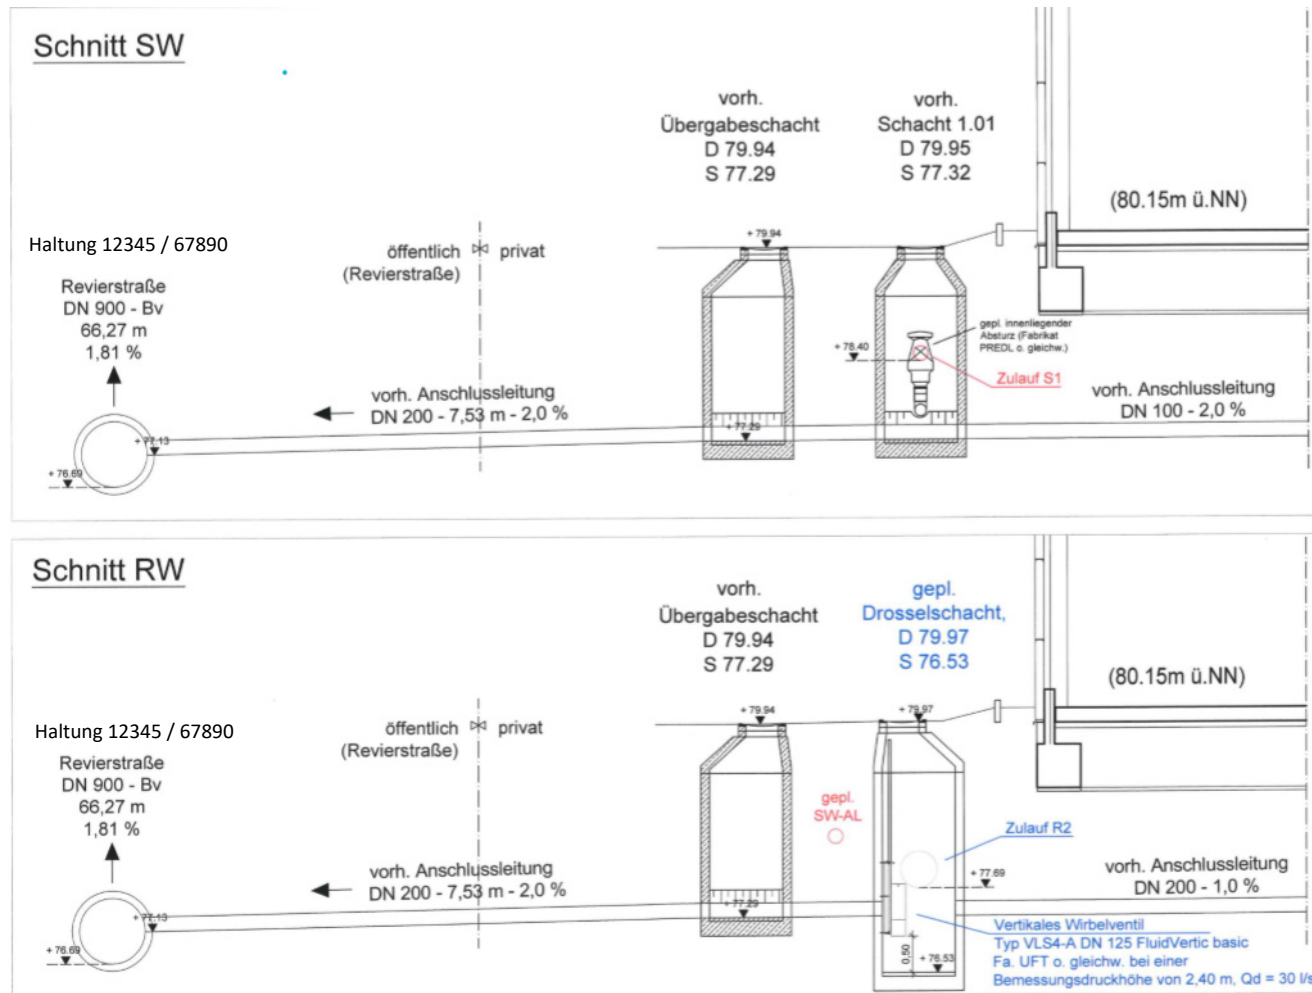 Schnitt SW
vorh.
Übergabeschacht
D 79.94
S 77.29
vorh.
Schacht 1.01
D 79.95
S 77.32
(80.15m ü.NN)
Haltung 12345 / 67890
Revierstraße
DN 900 - Bv
66,27 m
1,81 %
öffentlich
(Revierstraße)
privat
+ 79.94
gepl. innenliegender
Absturz (Fabrikat
PREDL o. gleichw.)
+ 78.40
Zulauf S1
vorh. Anschlussleitung
DN 200 - 7,53 m - 2,0 %
vorh. Anschlussleitung
DN 100 - 2,0 %
+ 77.13
+ 77.29
+ 76.69
Schnitt RW
vorh.
Übergabeschacht
D 79.94
S 77.29
gepl.
Drosselschacht,
D 79.97
S 76.53
(80.15m ü.NN)
Haltung 12345 / 67890
Revierstraße
DN 900 - Bv
66,27 m
1,81 %
öffentlich
(Revierstraße)
privat
+ 79.94
+ 79.97
gepl.
SW-AL
Zulauf R2
+ 77.69
vorh. Anschlussleitung
DN 200 - 7,53 m - 2,0 %
vorh. Anschlussleitung
DN 200 - 1,0 %
+ 77.13
+ 77.29
+ 76.69
0,50
+ 76.53
Vertikales Wirbelventil
Typ VLS4-A DN 125 FluidVertic basic
Fa. UFT o. gleichw. bei einer
Bemessungsdruckhöhe von 2,40 m, Qd = 30 l/s